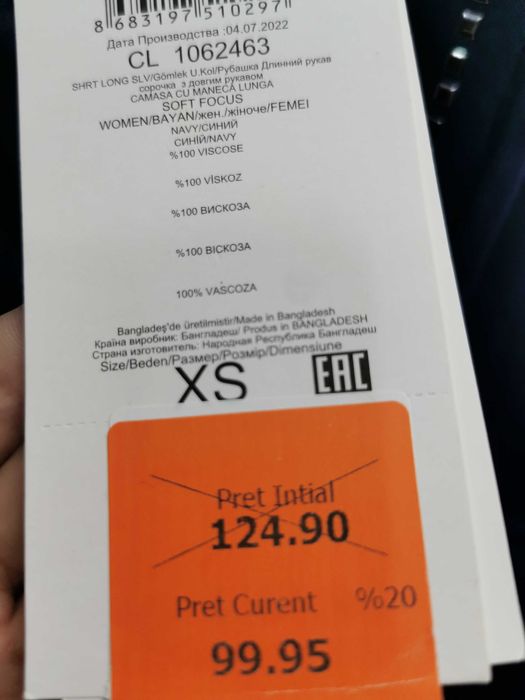 8 683197 510297
Дата Производства :04.07.2022
CL 1062463
SHRT LONG SLV/Gömlek U.Kol/Рубашка Длинний рукав
сорочка з довгим рукавом
CAMASA CU MANECA LUNGA
SOFT FOCUS
WOMEN/BAYAN/жен./жіноче/FEMEI
NAVY/СИНИЙ
СИНІЙ/NAVY
%100 VISCOSE
%100 VİSKOZ
%100 ВИСКОЗА
%100 ВІСКОЗА
100% VASCOZA
Bangladeş'de üretilmistir/Made in Bangladesh
Країна виробник: Бангладеш/ Produs in BANGLADESH
Страна изготовитель: Народная Республика Бангладеш
Size/Beden/Размер/Розмір/Dimensiune
XS EAC
Pret Intial
124.90
Pret Curent %20
99.95